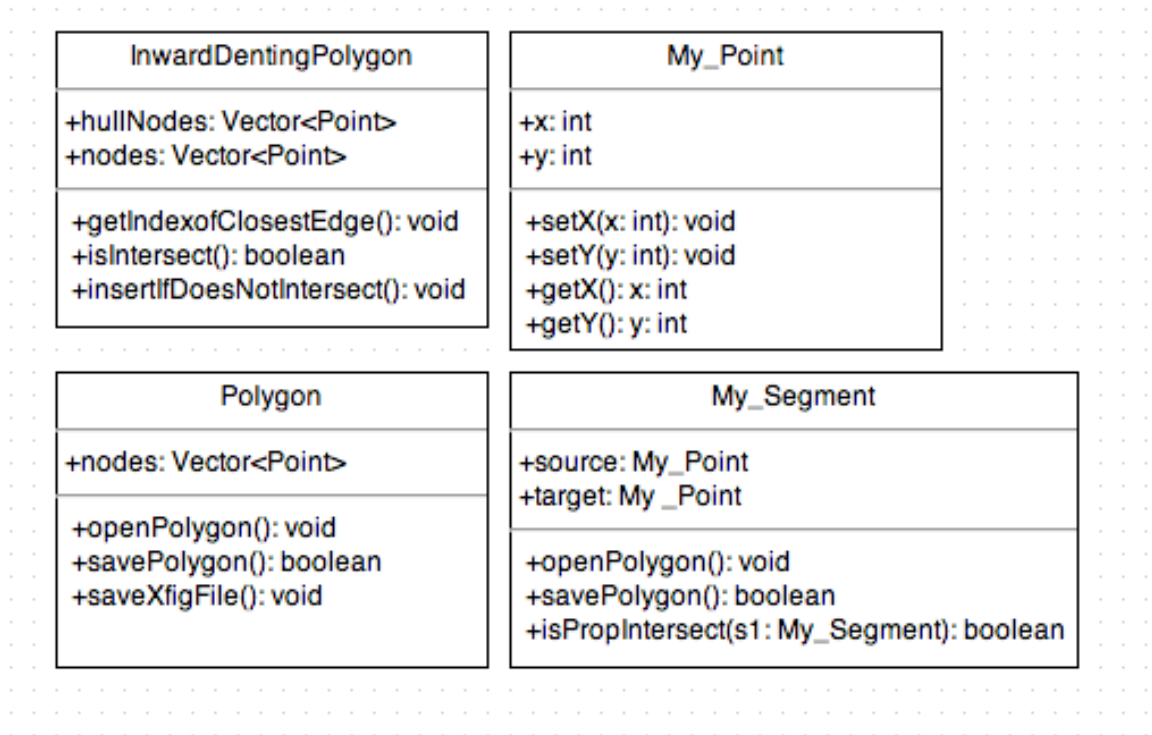 InwardDentingPolygon
+hullNodes: Vector<Point>
+nodes: Vector<Point>
+getIndexofClosestEdge(): void
+isIntersect(): boolean
+insertIfDoesNotIntersect(): void
My_Point
+x: int
+y: int
+setX(x: int): void
+setY(y: int): void
+getX(): x: int
+getY(): y: int
Polygon
+nodes: Vector<Point>
+openPolygon(): void
+savePolygon(): boolean
+saveXfigFile(): void
My_Segment
+source: My_Point
+target: My _Point
+openPolygon(): void
+savePolygon(): boolean
+isPropIntersect(s1: My_Segment): boolean